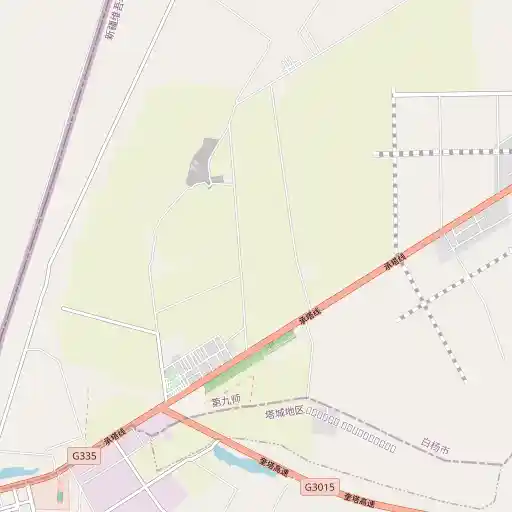 新疆维吾
承塔线
承塔线
第九师
塔城地区
白杨市
承塔线
G335
奎塔高速
G3015
奎塔高速